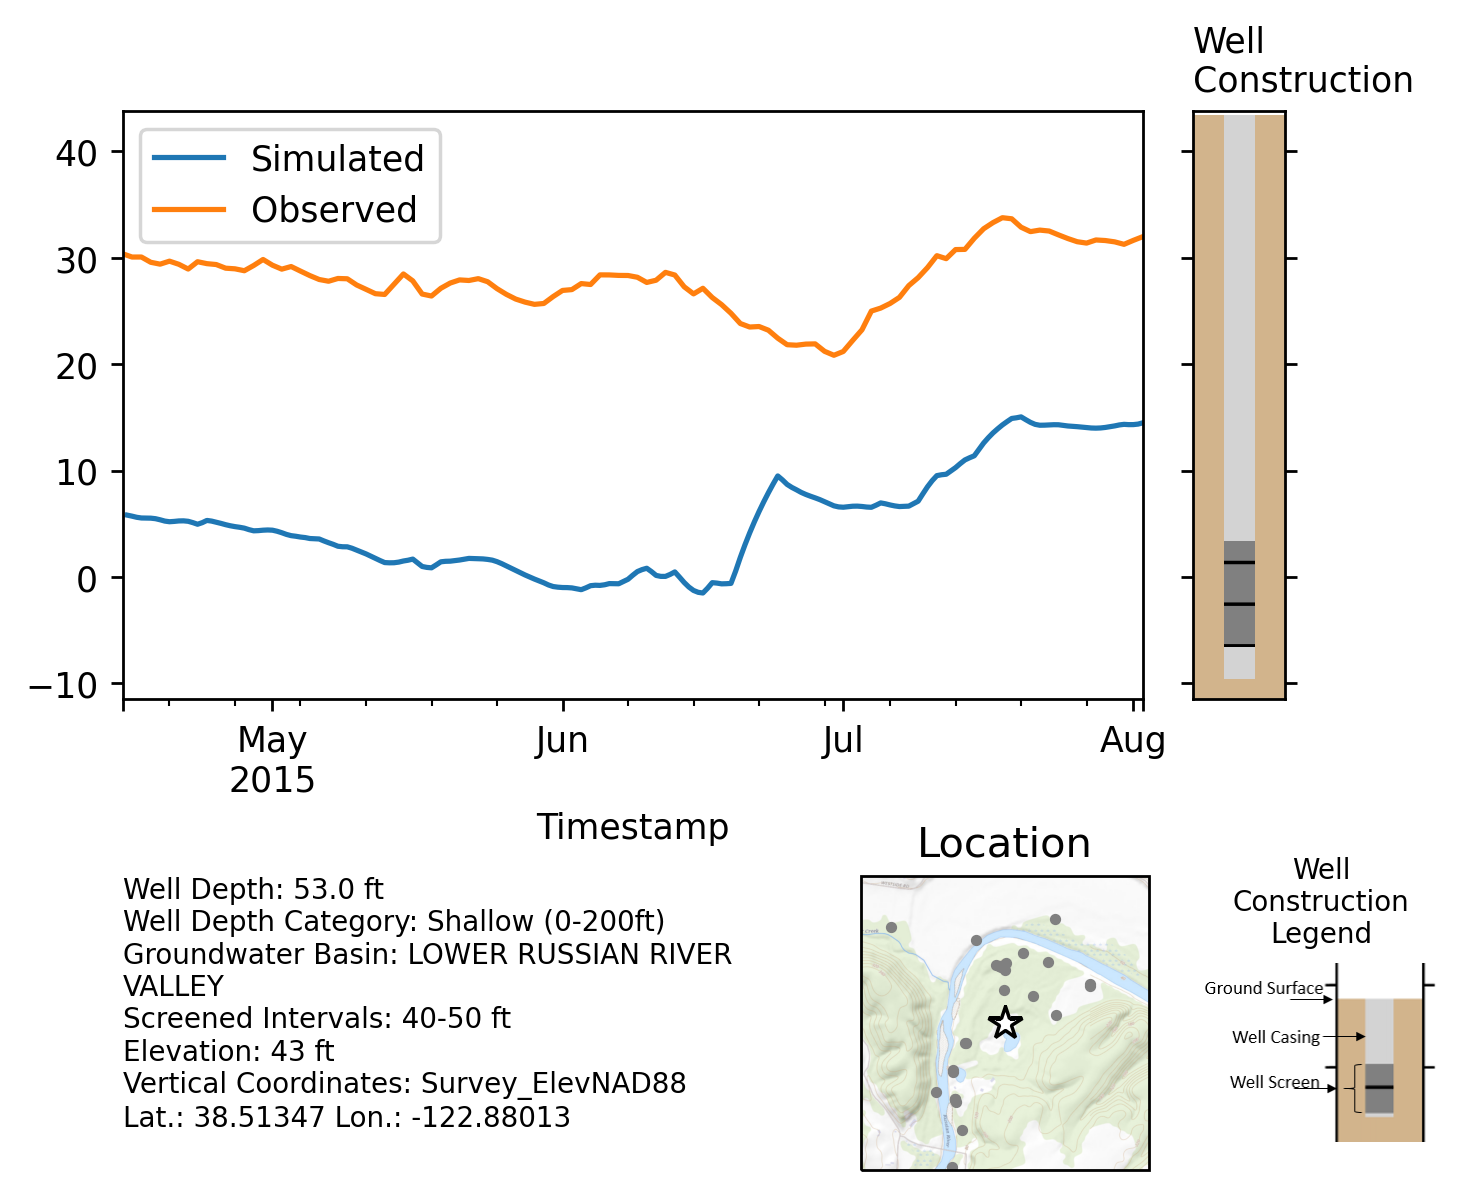 Well
Construction
40
30
20
10
0
−10
Simulated
Observed
May
2015
Jun
Jul
Aug
Timestamp
Well Depth: 53.0 ft
Well Depth Category: Shallow (0-200ft)
Groundwater Basin: LOWER RUSSIAN RIVER
VALLEY
Screened Intervals: 40-50 ft
Elevation: 43 ft
Vertical Coordinates: Survey_ElevNAD88
Lat.: 38.51347 Lon.: -122.88013
Location
Well
Construction
Legend
Ground Surface
Well Casing
Well Screen